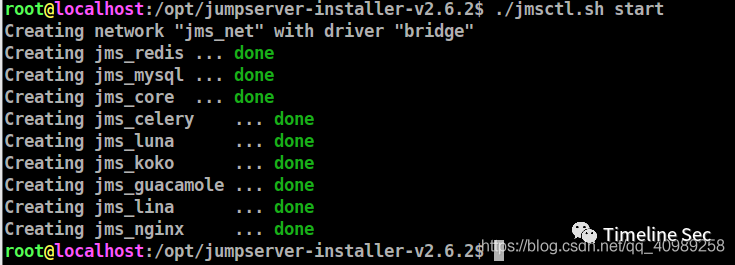 root@localhost:/opt/jumpserver-installer-v2.6.2$ ./jmsctl.sh start
Creating network "jms_net" with driver "bridge"
Creating jms_redis ... done
Creating jms_mysql ... done
Creating jms_core  ... done
Creating jms_celery    ... done
Creating jms_luna      ... done
Creating jms_koko      ... done
Creating jms_guacamole ... done
Creating jms_lina      ... done
Creating jms_nginx     ... done
root@localhost:/opt/jumpserver-installer-v2.6.2$
Timeline Sec
https://blog.csdn.net/qq_40989258